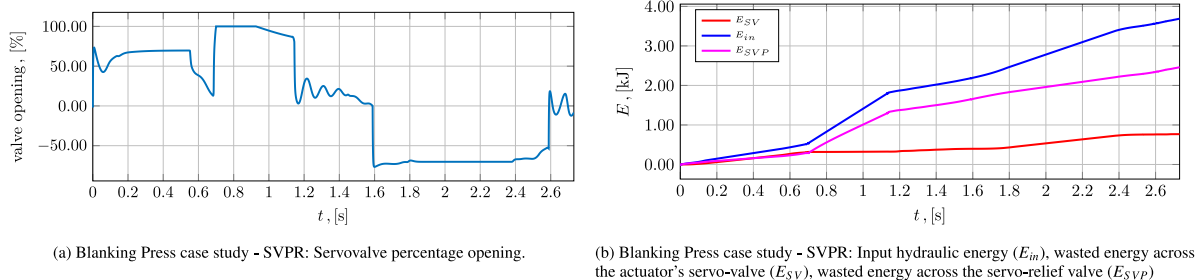 100.00
50.00
0.00
−50.00
valve opening , [%]
0 0.2 0.4 0.6 0.8 1 1.2 1.4 1.6 1.8 2 2.2 2.4 2.6
t , [s]
(a) Blanking Press case study - SVPR: Servovalve percentage opening.
4.00
3.00
2.00
1.00
0.00
E , [kJ]
E_SV
E_in
E_SVP
0 0.2 0.4 0.6 0.8 1 1.2 1.4 1.6 1.8 2 2.2 2.4 2.6
t , [s]
(b) Blanking Press case study - SVPR: Input hydraulic energy (E_in), wasted energy across
the actuator's servo-valve (E_SV), wasted energy across the servo-relief valve (E_SVP)